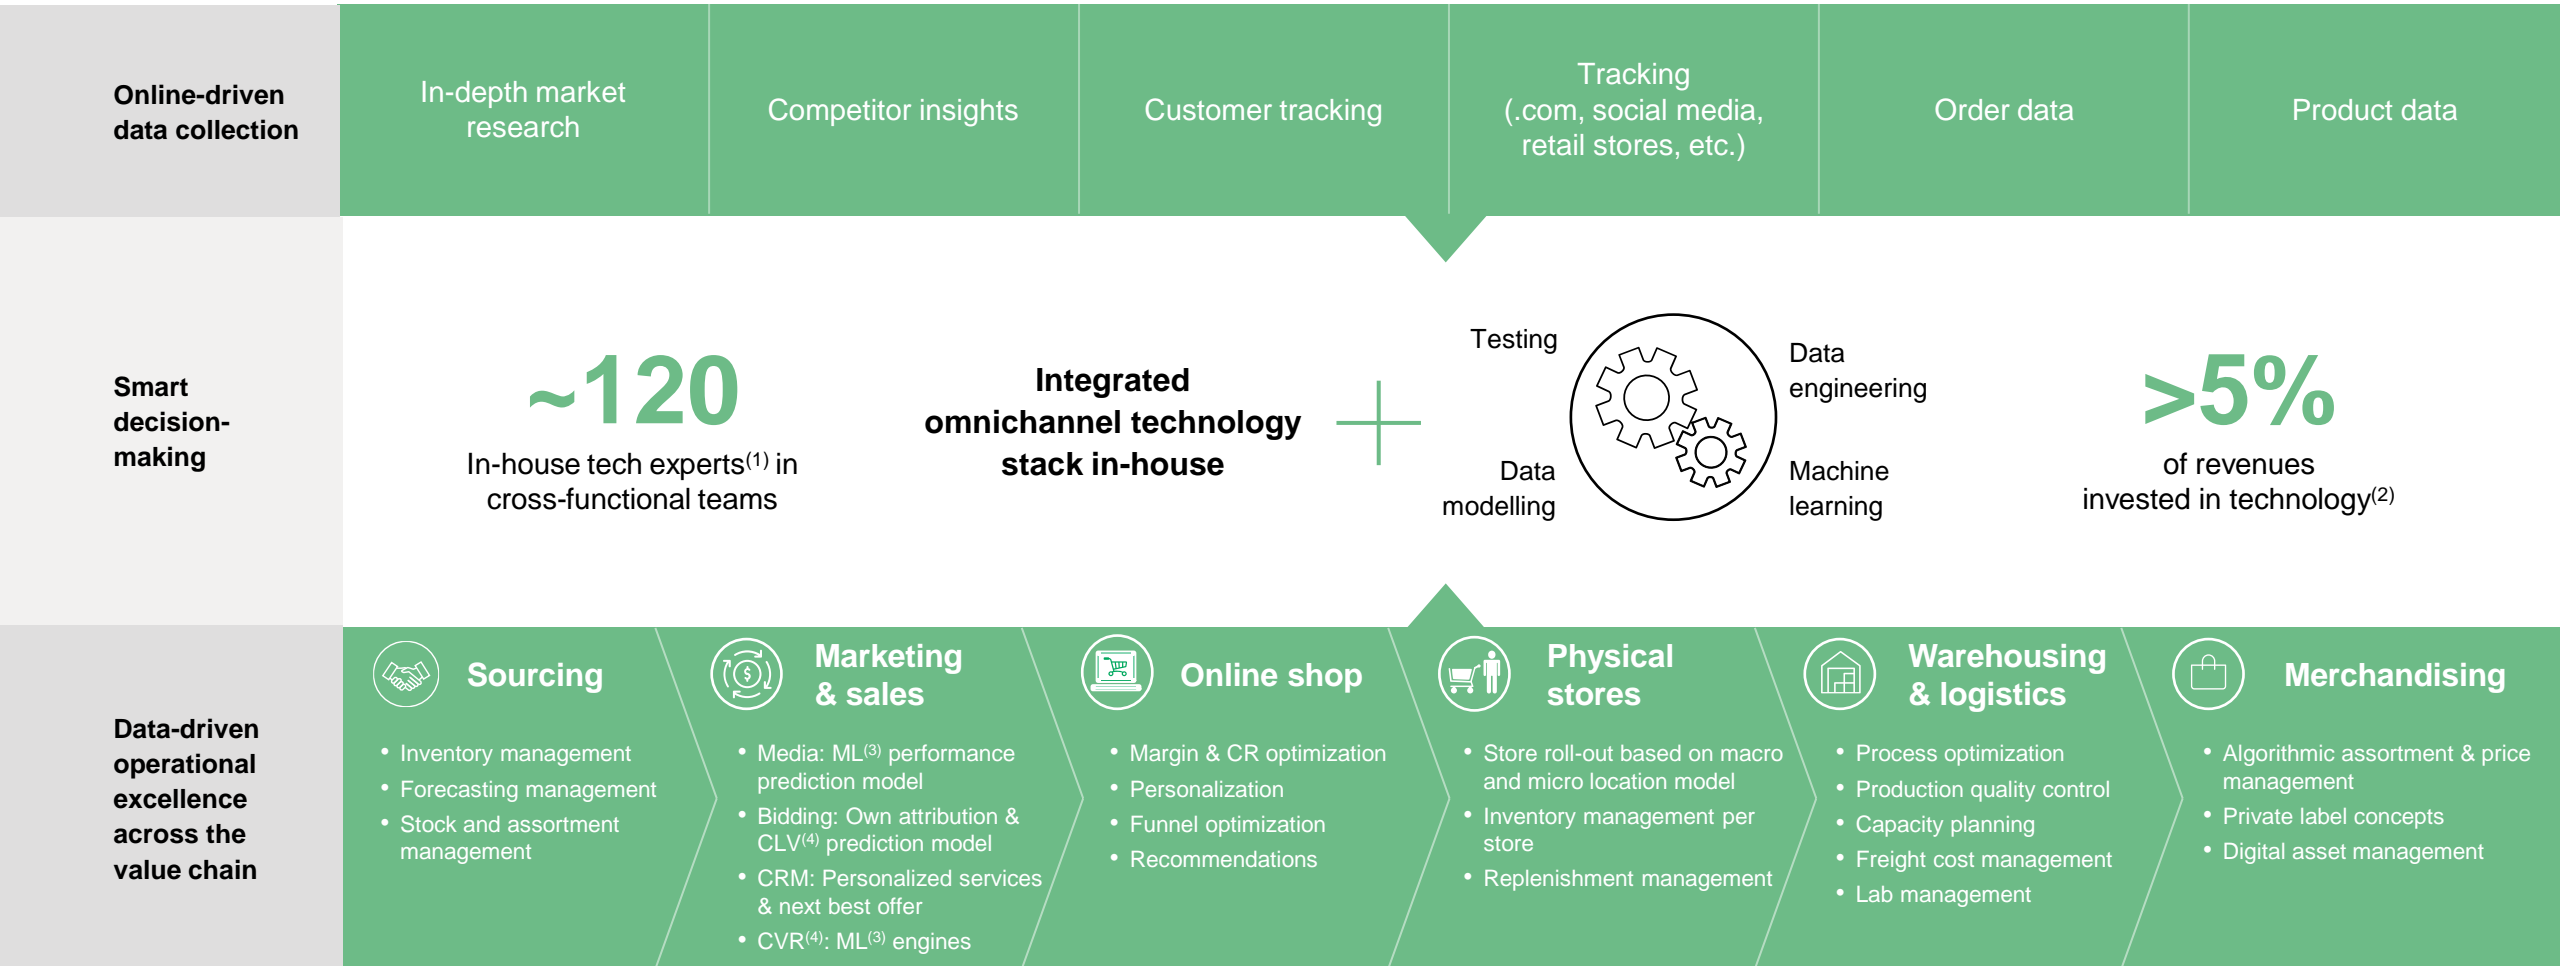 Online-driven
data collection
In-depth market
research
Competitor insights
Customer tracking
Tracking
(.com, social media,
retail stores, etc.)
Order data
Product data
Smart
decision-
making
~120
In-house tech experts(1) in
cross-functional teams
Integrated
omnichannel technology
stack in-house
Testing
Data
modelling
Data
engineering
Machine
learning
>5%
of revenues
invested in technology(2)
Data-driven
operational
excellence
across the
value chain
Sourcing
• Inventory management
• Forecasting management
• Stock and assortment
management
Marketing
& sales
• Media: ML(3) performance
prediction model
• Bidding: Own attribution &
CLV(4) prediction model
• CRM: Personalized services
& next best offer
• CVR(4): ML(3) engines
Online shop
• Margin & CR optimization
• Personalization
• Funnel optimization
• Recommendations
Physical
stores
• Store roll-out based on macro
and micro location model
• Inventory management per
store
• Replenishment management
Warehousing
& logistics
• Process optimization
• Production quality control
• Capacity planning
• Freight cost management
• Lab management
Merchandising
• Algorithmic assortment & price
management
• Private label concepts
• Digital asset management